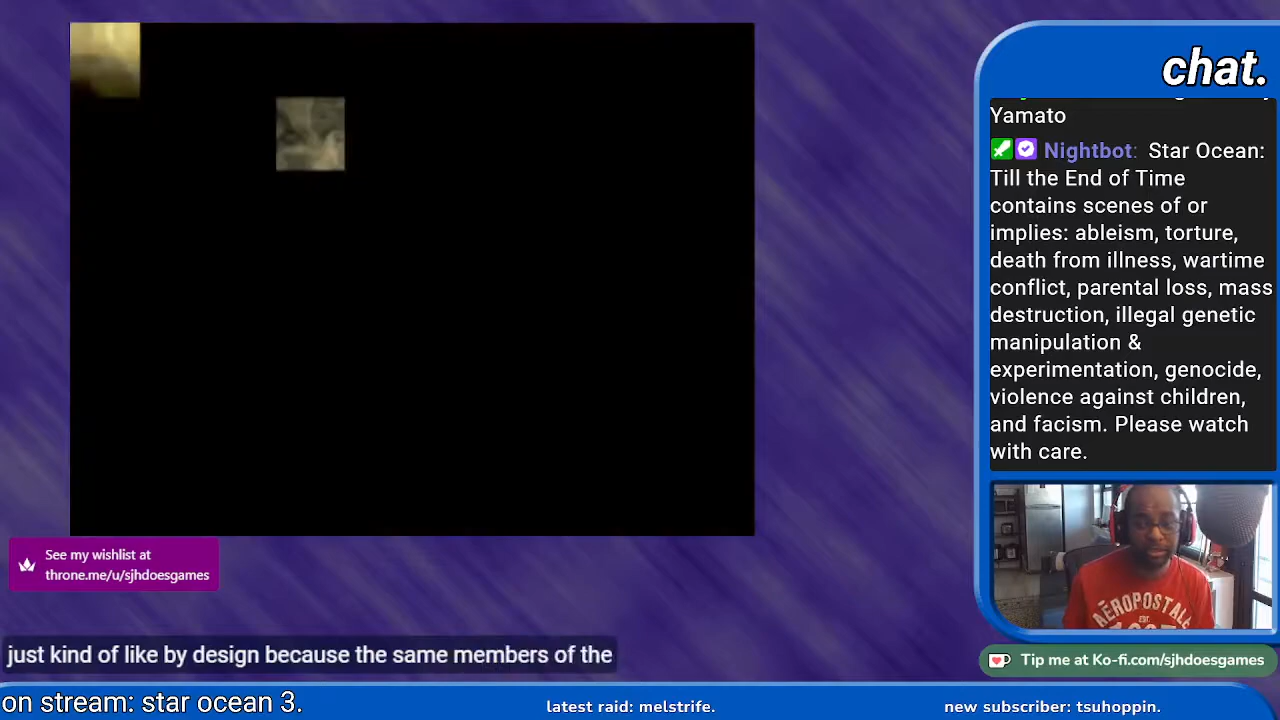 chat.
Yamato
Nightbot: Star Ocean:
Till the End of Time
contains scenes of or
implies: ableism, torture,
death from illness, wartime
conflict, parental loss, mass
destruction, illegal genetic
manipulation &
experimentation, genocide,
violence against children,
and facism. Please watch
with care.
See my wishlist at
throne.me/u/sjhdoesgames
AÉROPOSTALE
just kind of like by design because the same members of the
Tip me at Ko-fi.com/sjhdoesgames
on stream: star ocean 3.
latest raid: melstrife.
new subscriber: tsuhoppin.